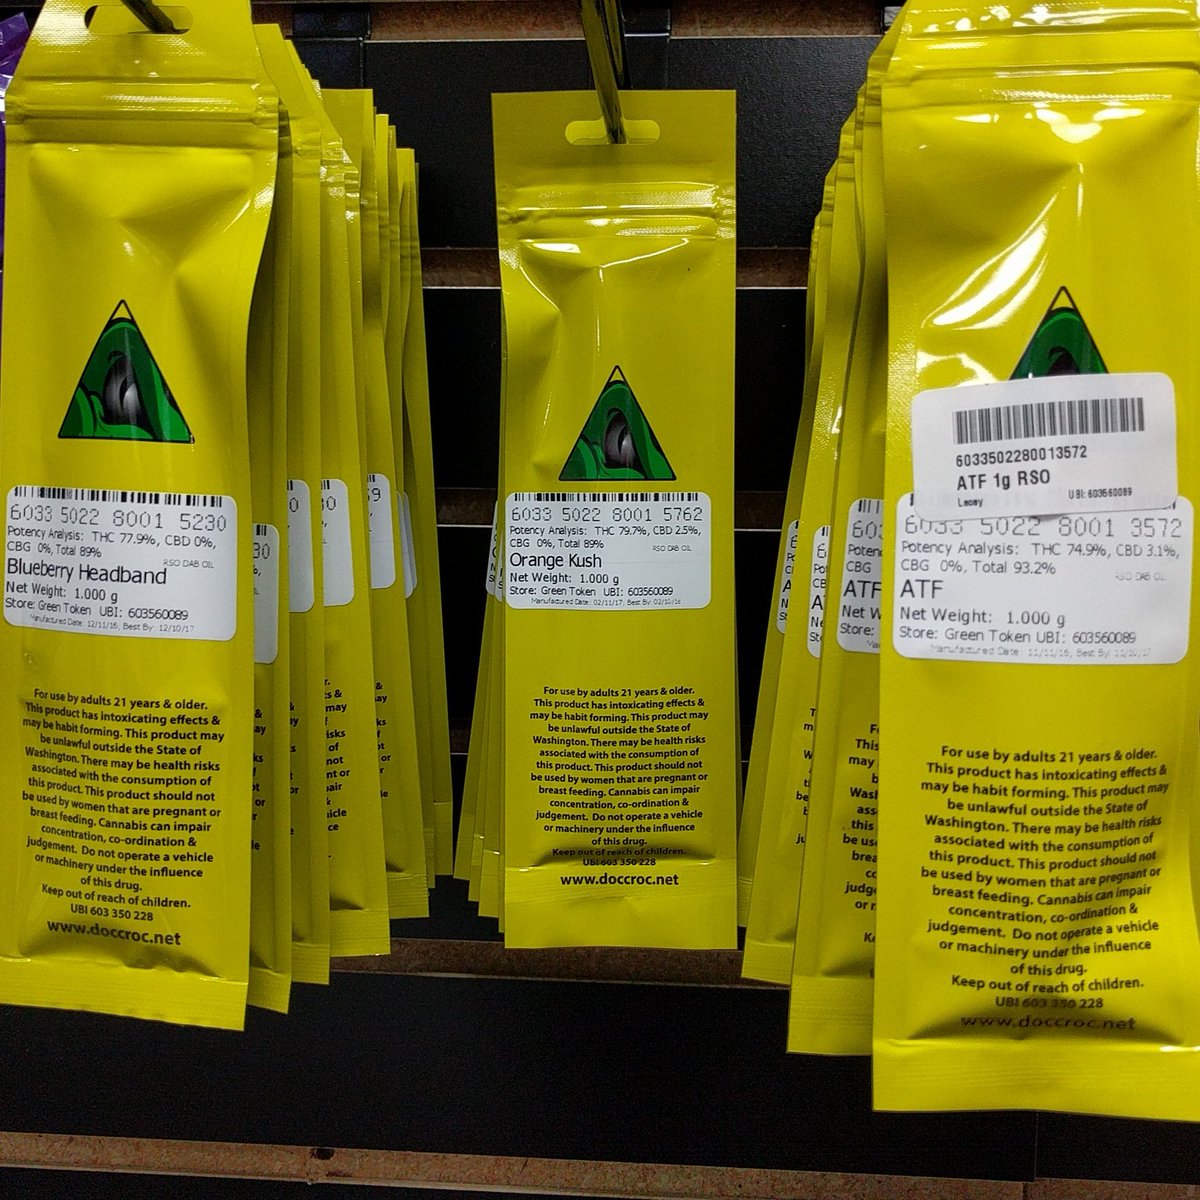 6033 5022 8001 5230
Potency Analysis: THC 77.9%, CBD 0%,
CBG 0%, Total 89%
RSO DAB OIL
Blueberry Headband
Net Weight: 1.000 g
Store: Green Token UBI: 603560089
Manufactured Date: 12/11/16, Best By: 12/10/17
For use by adults 21 years & older.
This product has intoxicating effects &
may be habit forming. This product may
be unlawful outside the State of
Washington. There may be health risks
associated with the consumption of
this product. This product should not
be used by women that are pregnant or
breast feeding. Cannabis can impair
concentration, co-ordination &
judgement. Do not operate a vehicle
or machinery under the influence
of this drug.
Keep out of reach of children.
UBI 603 350 228
www.doccroc.net
6033 5022 8001 5762
Potency Analysis: THC 79.7%, CBD 2.5%,
CBG 0%, Total 89%
RSO DAB OIL
Orange Kush
Net Weight: 1.000 g
Store: Green Token UBI: 603560089
Manufactured Date: 02/11/17; Best By: 02/10/18
For use by adults 21 years & older.
This product has intoxicating effects &
may be habit forming. This product may
be unlawful outside the State of
Washington. There may be health risks
associated with the consumption of
this product. This product should not
be used by women that are pregnant or
breast feeding. Cannabis can impair
concentration, co-ordination &
judgement. Do not operate a vehicle
or machinery under the influence
of this drug.
Keep out of reach of children.
UBI 603 350 228
www.doccroc.net
6033502280013572
ATF 1g RSO
Lacey
UBI: 603560089
6033 5022 8001 3572
Potency Analysis: THC 74.9%, CBD 3.1%,
CBG 0%, Total 93.2%
RSO DAB OIL
ATF
Net Weight: 1.000 g
Store: Green Token UBI: 603560089
Manufactured Date: 11/11/16; Best By:
For use by adults 21 years & older.
This product has intoxicating effects &
may be habit forming. This product may
be unlawful outside the State of
Washington. There may be health risks
associated with the consumption of
this product. This product should not
be used by women that are pregnant or
breast feeding. Cannabis can impair
concentration, co-ordination &
judgement. Do not operate a vehicle
or machinery under the influence
of this drug.
Keep out of reach of children.
UBI 603 350 228
www.doccroc.net